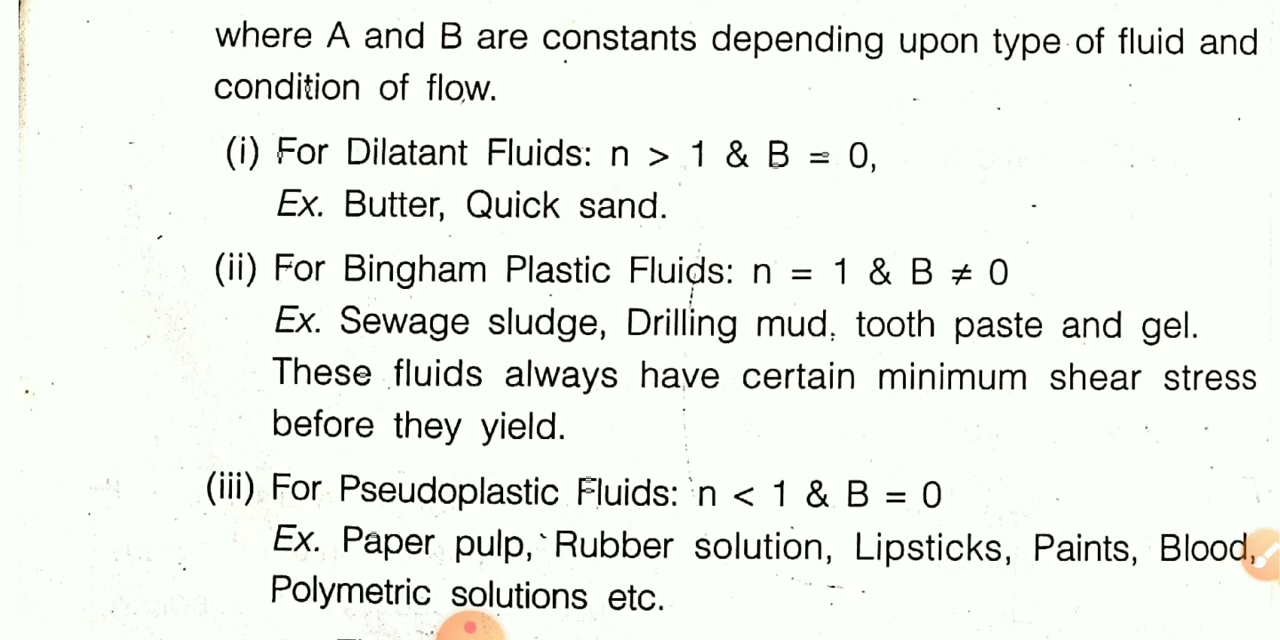 where A and B are constants depending upon type of fluid and
condition of flow.
(i) For Dilatant Fluids: n > 1 & B = 0,
Ex. Butter, Quick sand.
(ii) For Bingham Plastic Fluids: n = 1 & B ≠ 0
Ex. Sewage sludge, Drilling mud, tooth paste and gel.
These fluids always have certain minimum shear stress
before they yield.
(iii) For Pseudoplastic Fluids: n < 1 & B = 0
Ex. Paper pulp, Rubber solution, Lipsticks, Paints, Blood,
Polymetric solutions etc.